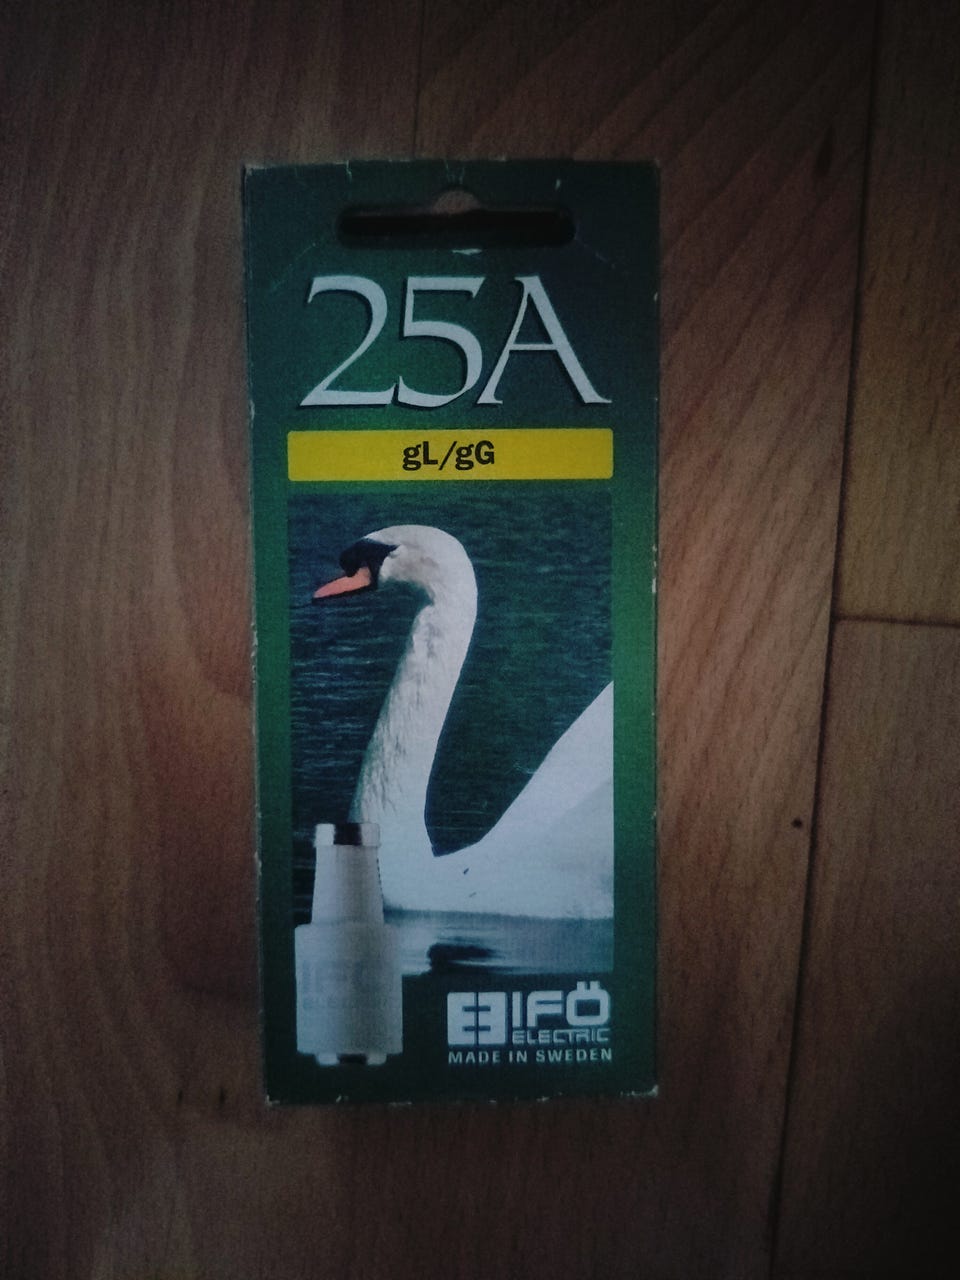 25A
gL/gG
IFÖ
ELECTRIC
MADE IN SWEDEN